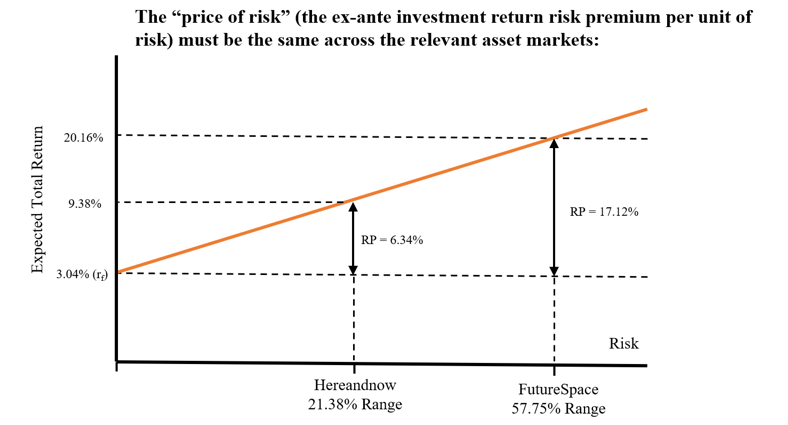 The “price of risk” (the ex-ante investment return risk premium per unit of
risk) must be the same across the relevant asset markets:
Expected Total Return
20.16%
9.38%
3.04% (rf)
RP = 17.12%
RP = 6.34%
Risk
Hereandnow
21.38% Range
FutureSpace
57.75% Range